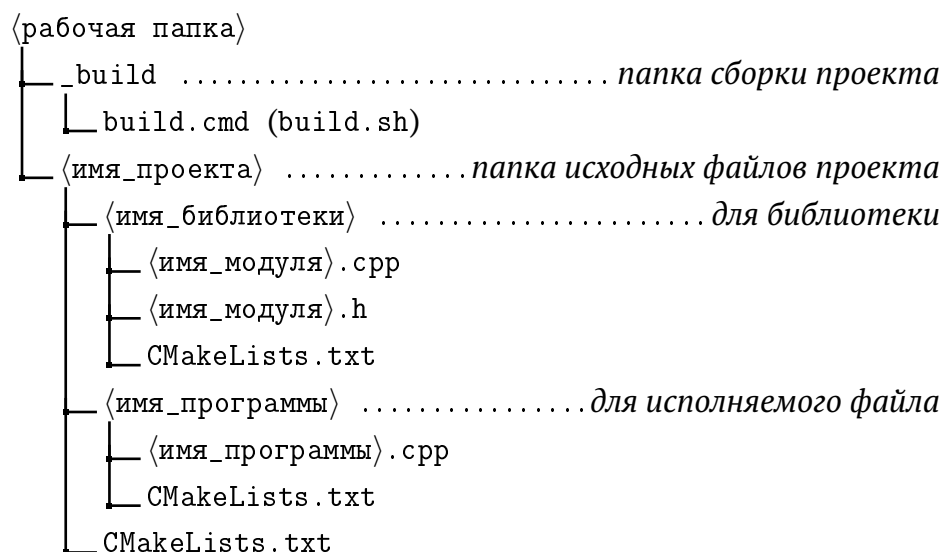 ⟨рабочая папка⟩
_build ............................. папка сборки проекта
build.cmd (build.sh)
⟨имя_проекта⟩ ............. папка исходных файлов проекта
⟨имя_библиотеки⟩ ....................... для библиотеки
⟨имя_модуля⟩.cpp
⟨имя_модуля⟩.h
CMakeLists.txt
⟨имя_программы⟩ ................ для исполняемого файла
⟨имя_программы⟩.cpp
CMakeLists.txt
CMakeLists.txt